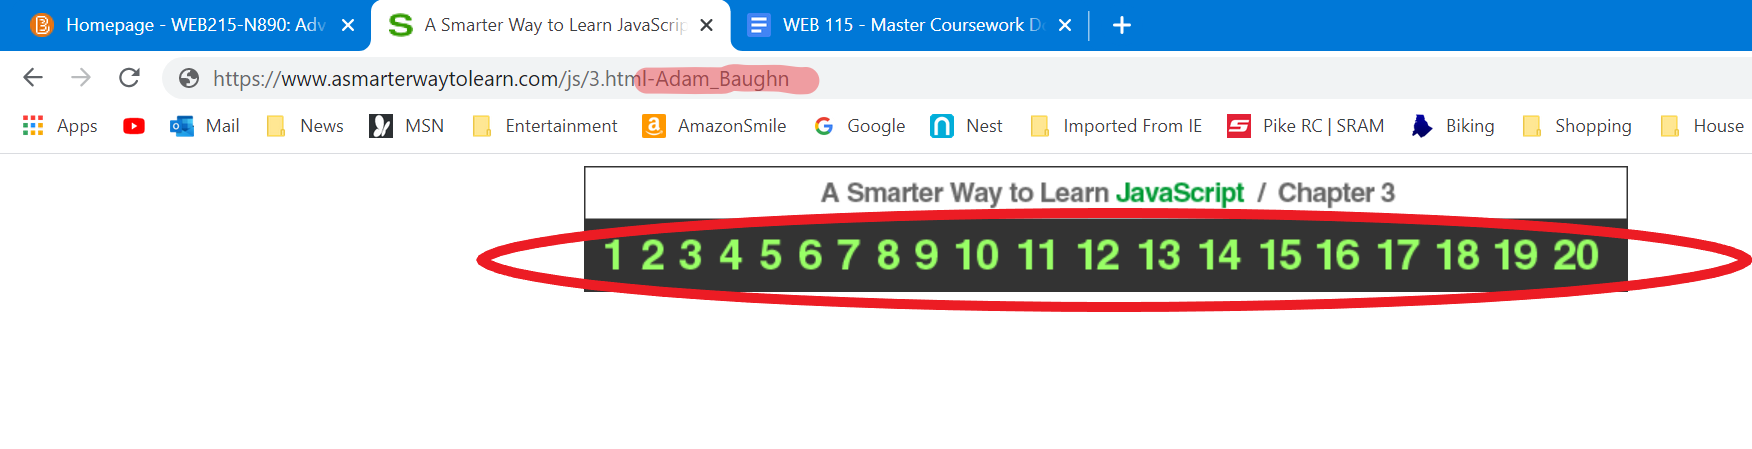 Homepage - WEB215-N890: Adv
A Smarter Way to Learn JavaScrip
WEB 115 - Master Coursework Do
https://www.asmarterwaytolearn.com/js/3.html-Adam_Baughn
Apps Mail News MSN Entertainment AmazonSmile Google Nest Imported From IE Pike RC | SRAM Biking Shopping House
A Smarter Way to Learn JavaScript / Chapter 3
1 2 3 4 5 6 7 8 9 10 11 12 13 14 15 16 17 18 19 20